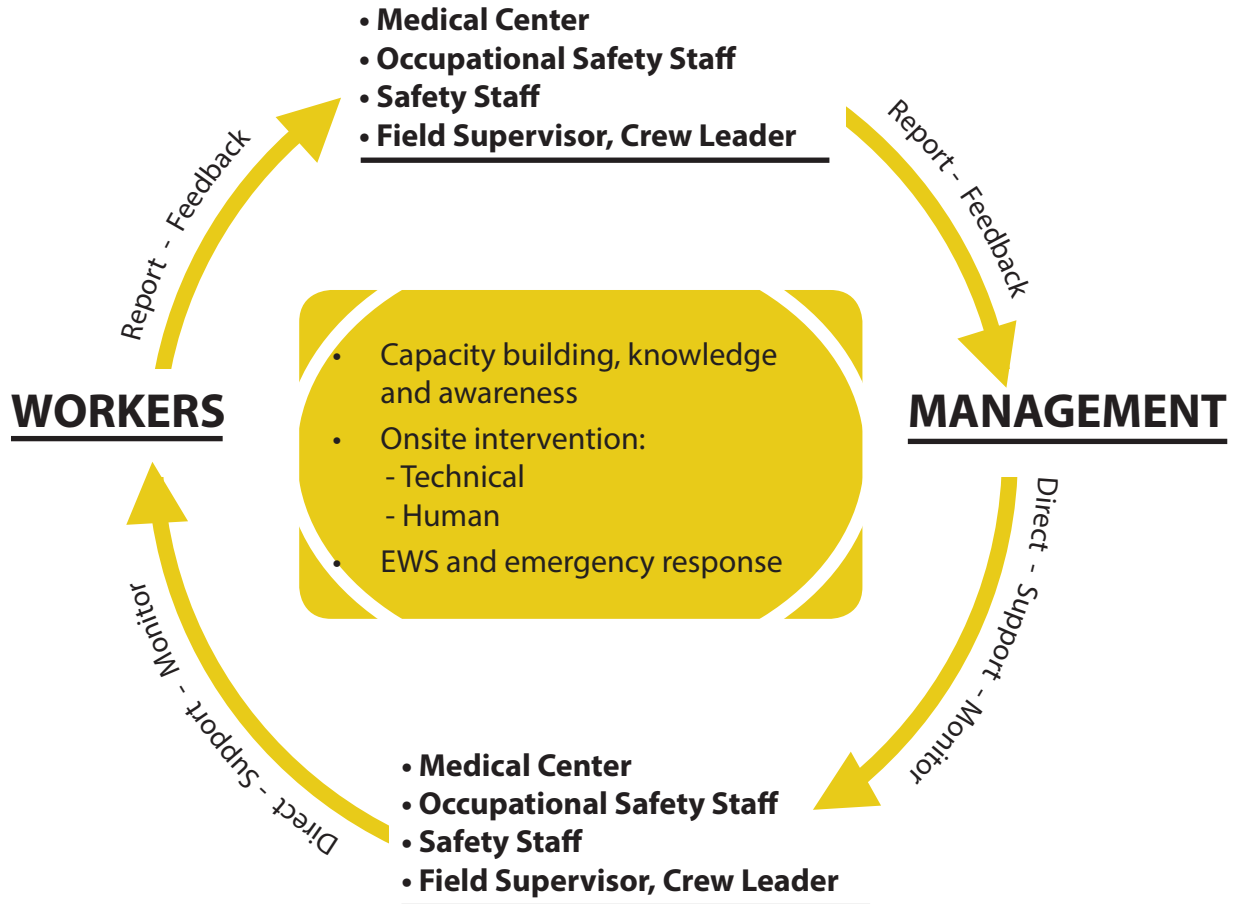 • Medical Center
• Occupational Safety Staff
• Safety Staff
• Field Supervisor, Crew Leader
Report - Feedback
Report - Feedback
• Capacity building, knowledge
and awareness
• Onsite intervention:
- Technical
- Human
• EWS and emergency response
WORKERS
MANAGEMENT
Direct - Support - Monitor
Direct - Support -Monitor
• Medical Center
• Occupational Safety Staff
• Safety Staff
• Field Supervisor, Crew Leader